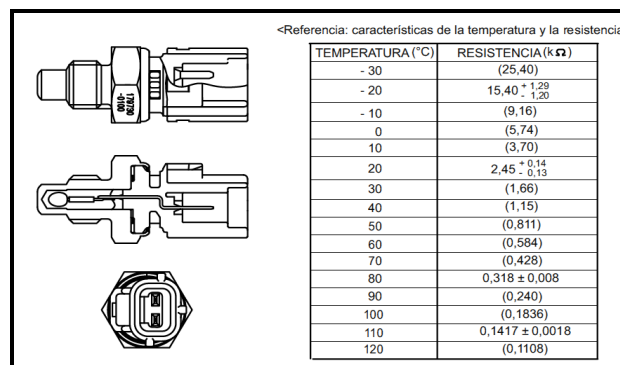 <Referencia: características de la temperatura y la resistencia
TEMPERATURA (°C) RESISTENCIA (kΩ)
- 30 (25,40)
- 20 15,40 + 1,29 - 1,20
- 10 (9,16)
0 (5,74)
10 (3,70)
20 2,45 + 0,14 - 0,13
30 (1,66)
40 (1,15)
50 (0,811)
60 (0,584)
70 (0,428)
80 0,318 ± 0,008
90 (0,240)
100 (0,1836)
110 0,1417 ± 0,0018
120 (0,1108)
179730
-0100